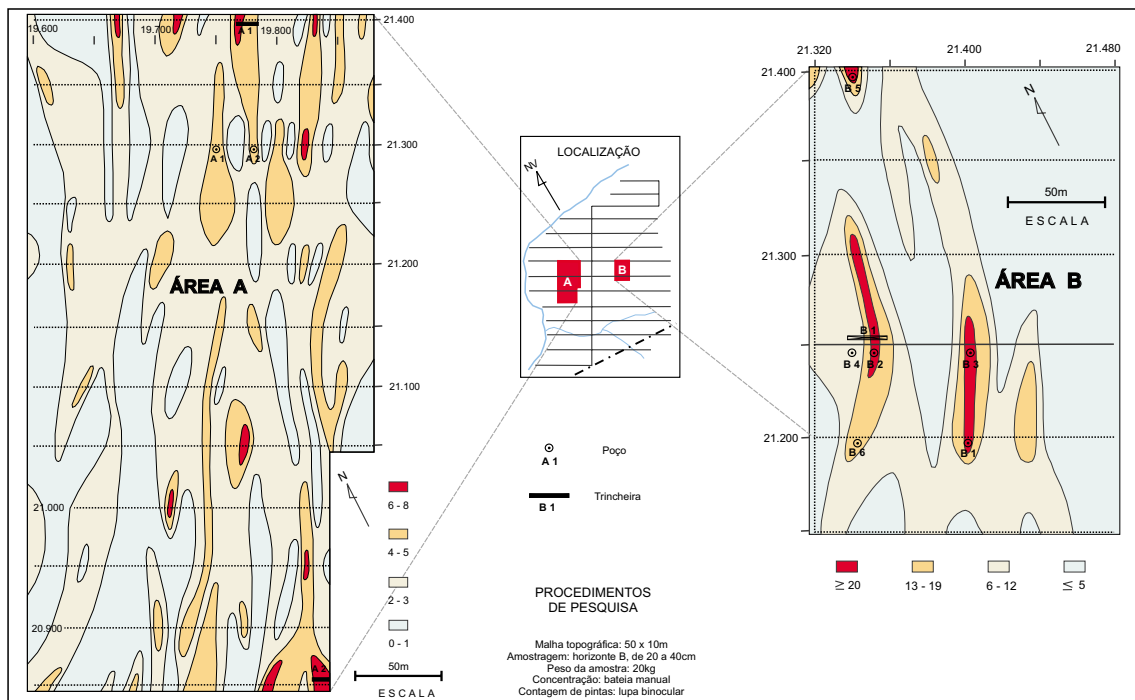 19.600
19.700
19.800
A 1
21.400
A 1
A 2
21.300
21.200
ÁREA A
21.100
21.000
20.900
A 2
N
6 - 8
4 - 5
2 - 3
0 - 1
50m
E S C A L A
LOCALIZAÇÃO
NV
A
B
A 1
Poço
B 1
Trincheira
PROCEDIMENTOS
DE PESQUISA
Malha topográfica: 50 x 10m
Amostragem: horizonte B, de 20 a 40cm
Peso da amostra: 20kg
Concentração: bateia manual
Contagem de pintas: lupa binocular
21.320
21.400
21.480
21.400
B 5
N
50m
E S C A L A
21.300
ÁREA B
B 1
B 4
B 2
B 3
21.200
B 6
B 1
≥ 20
13 - 19
6 - 12
≤ 5